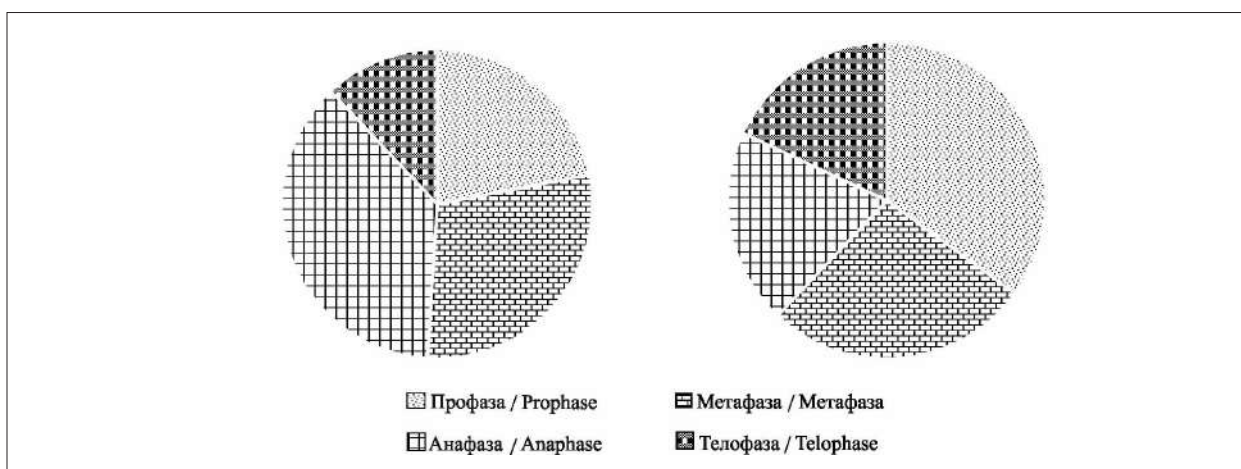 Профаза / Prophase
Метафаза / Метафаза
Анафаза / Anaphase
Телофаза / Telophase